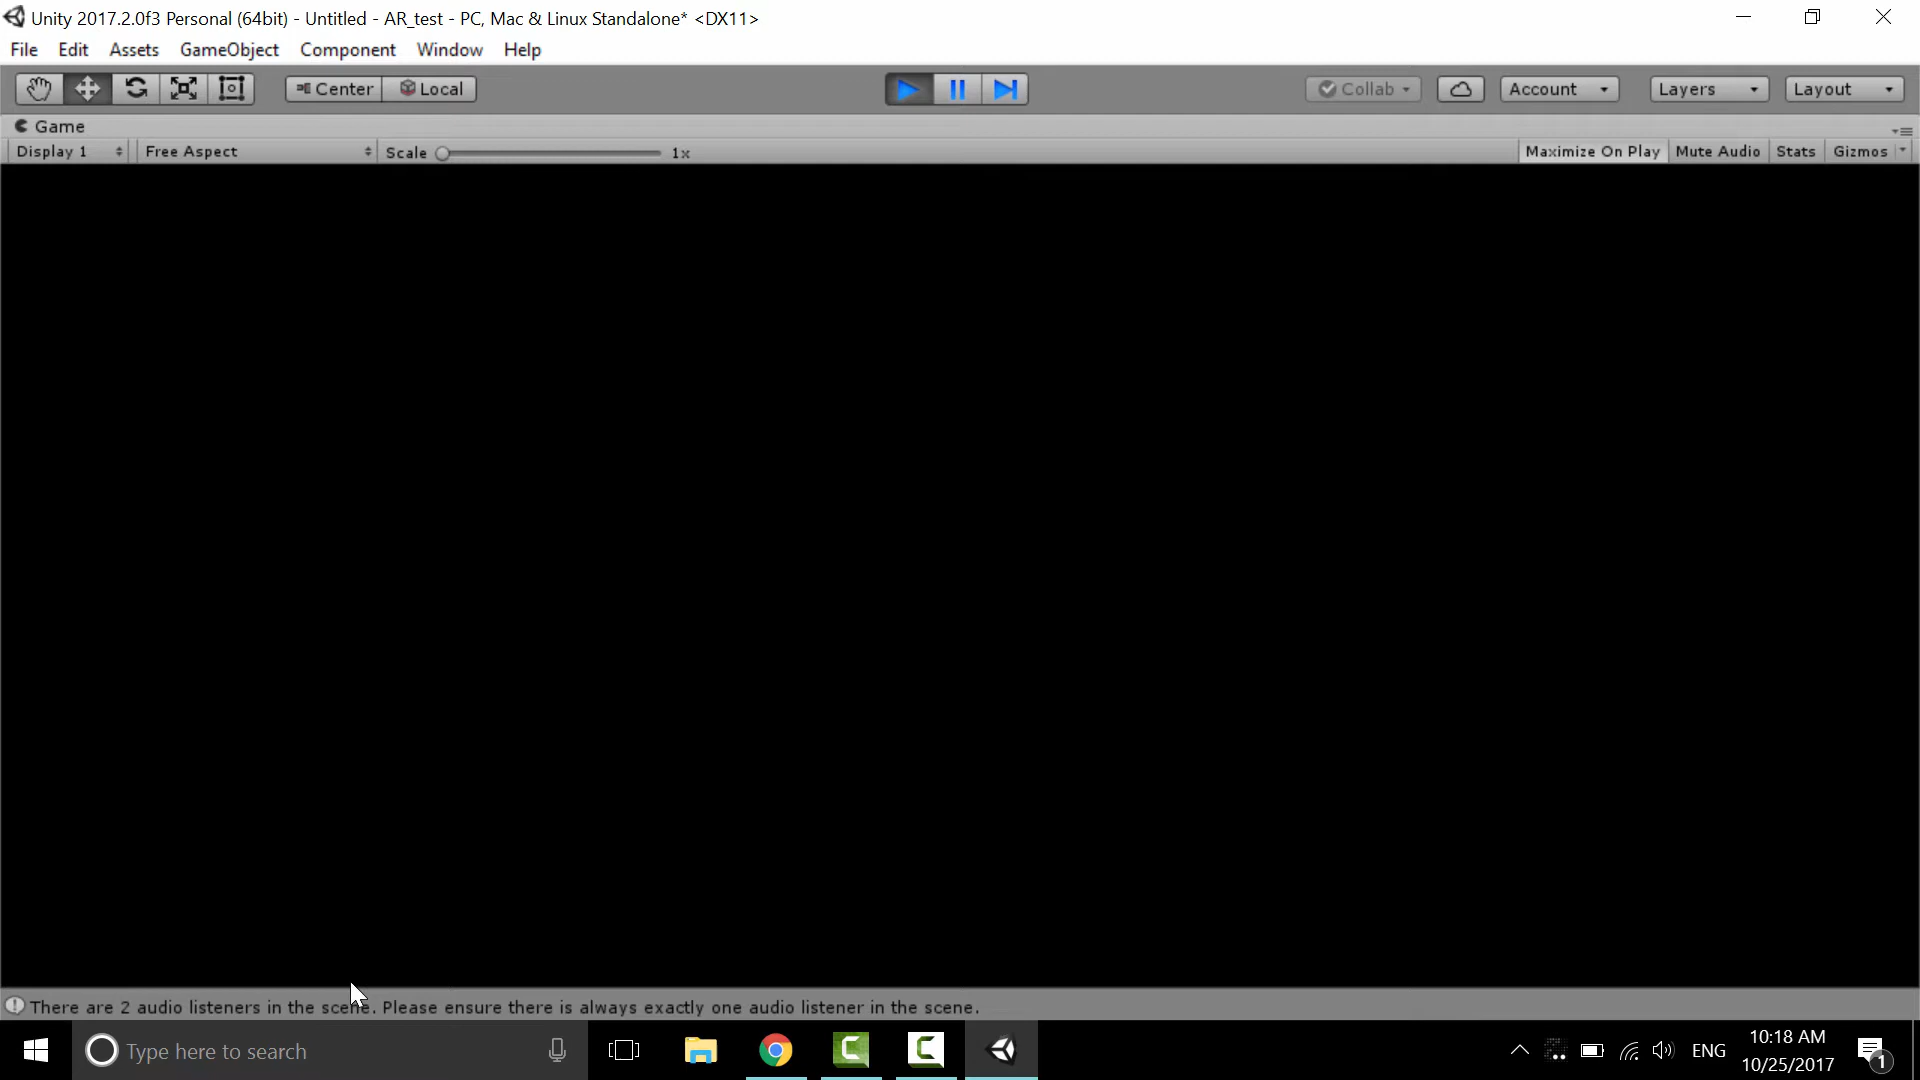 Unity 2017.2.0f3 Personal (64bit) - Untitled - AR_test - PC, Mac & Linux Standalone* <DX11>
File Edit Assets GameObject Component Window Help
Center Local Collab Account Layers Layout
Game
Display 1 Free Aspect Scale 1x Maximize On Play Mute Audio Stats Gizmos
There are 2 audio listeners in the scene. Please ensure there is always exactly one audio listener in the scene.
Type here to search ENG 10:18 AM
10/25/2017 1